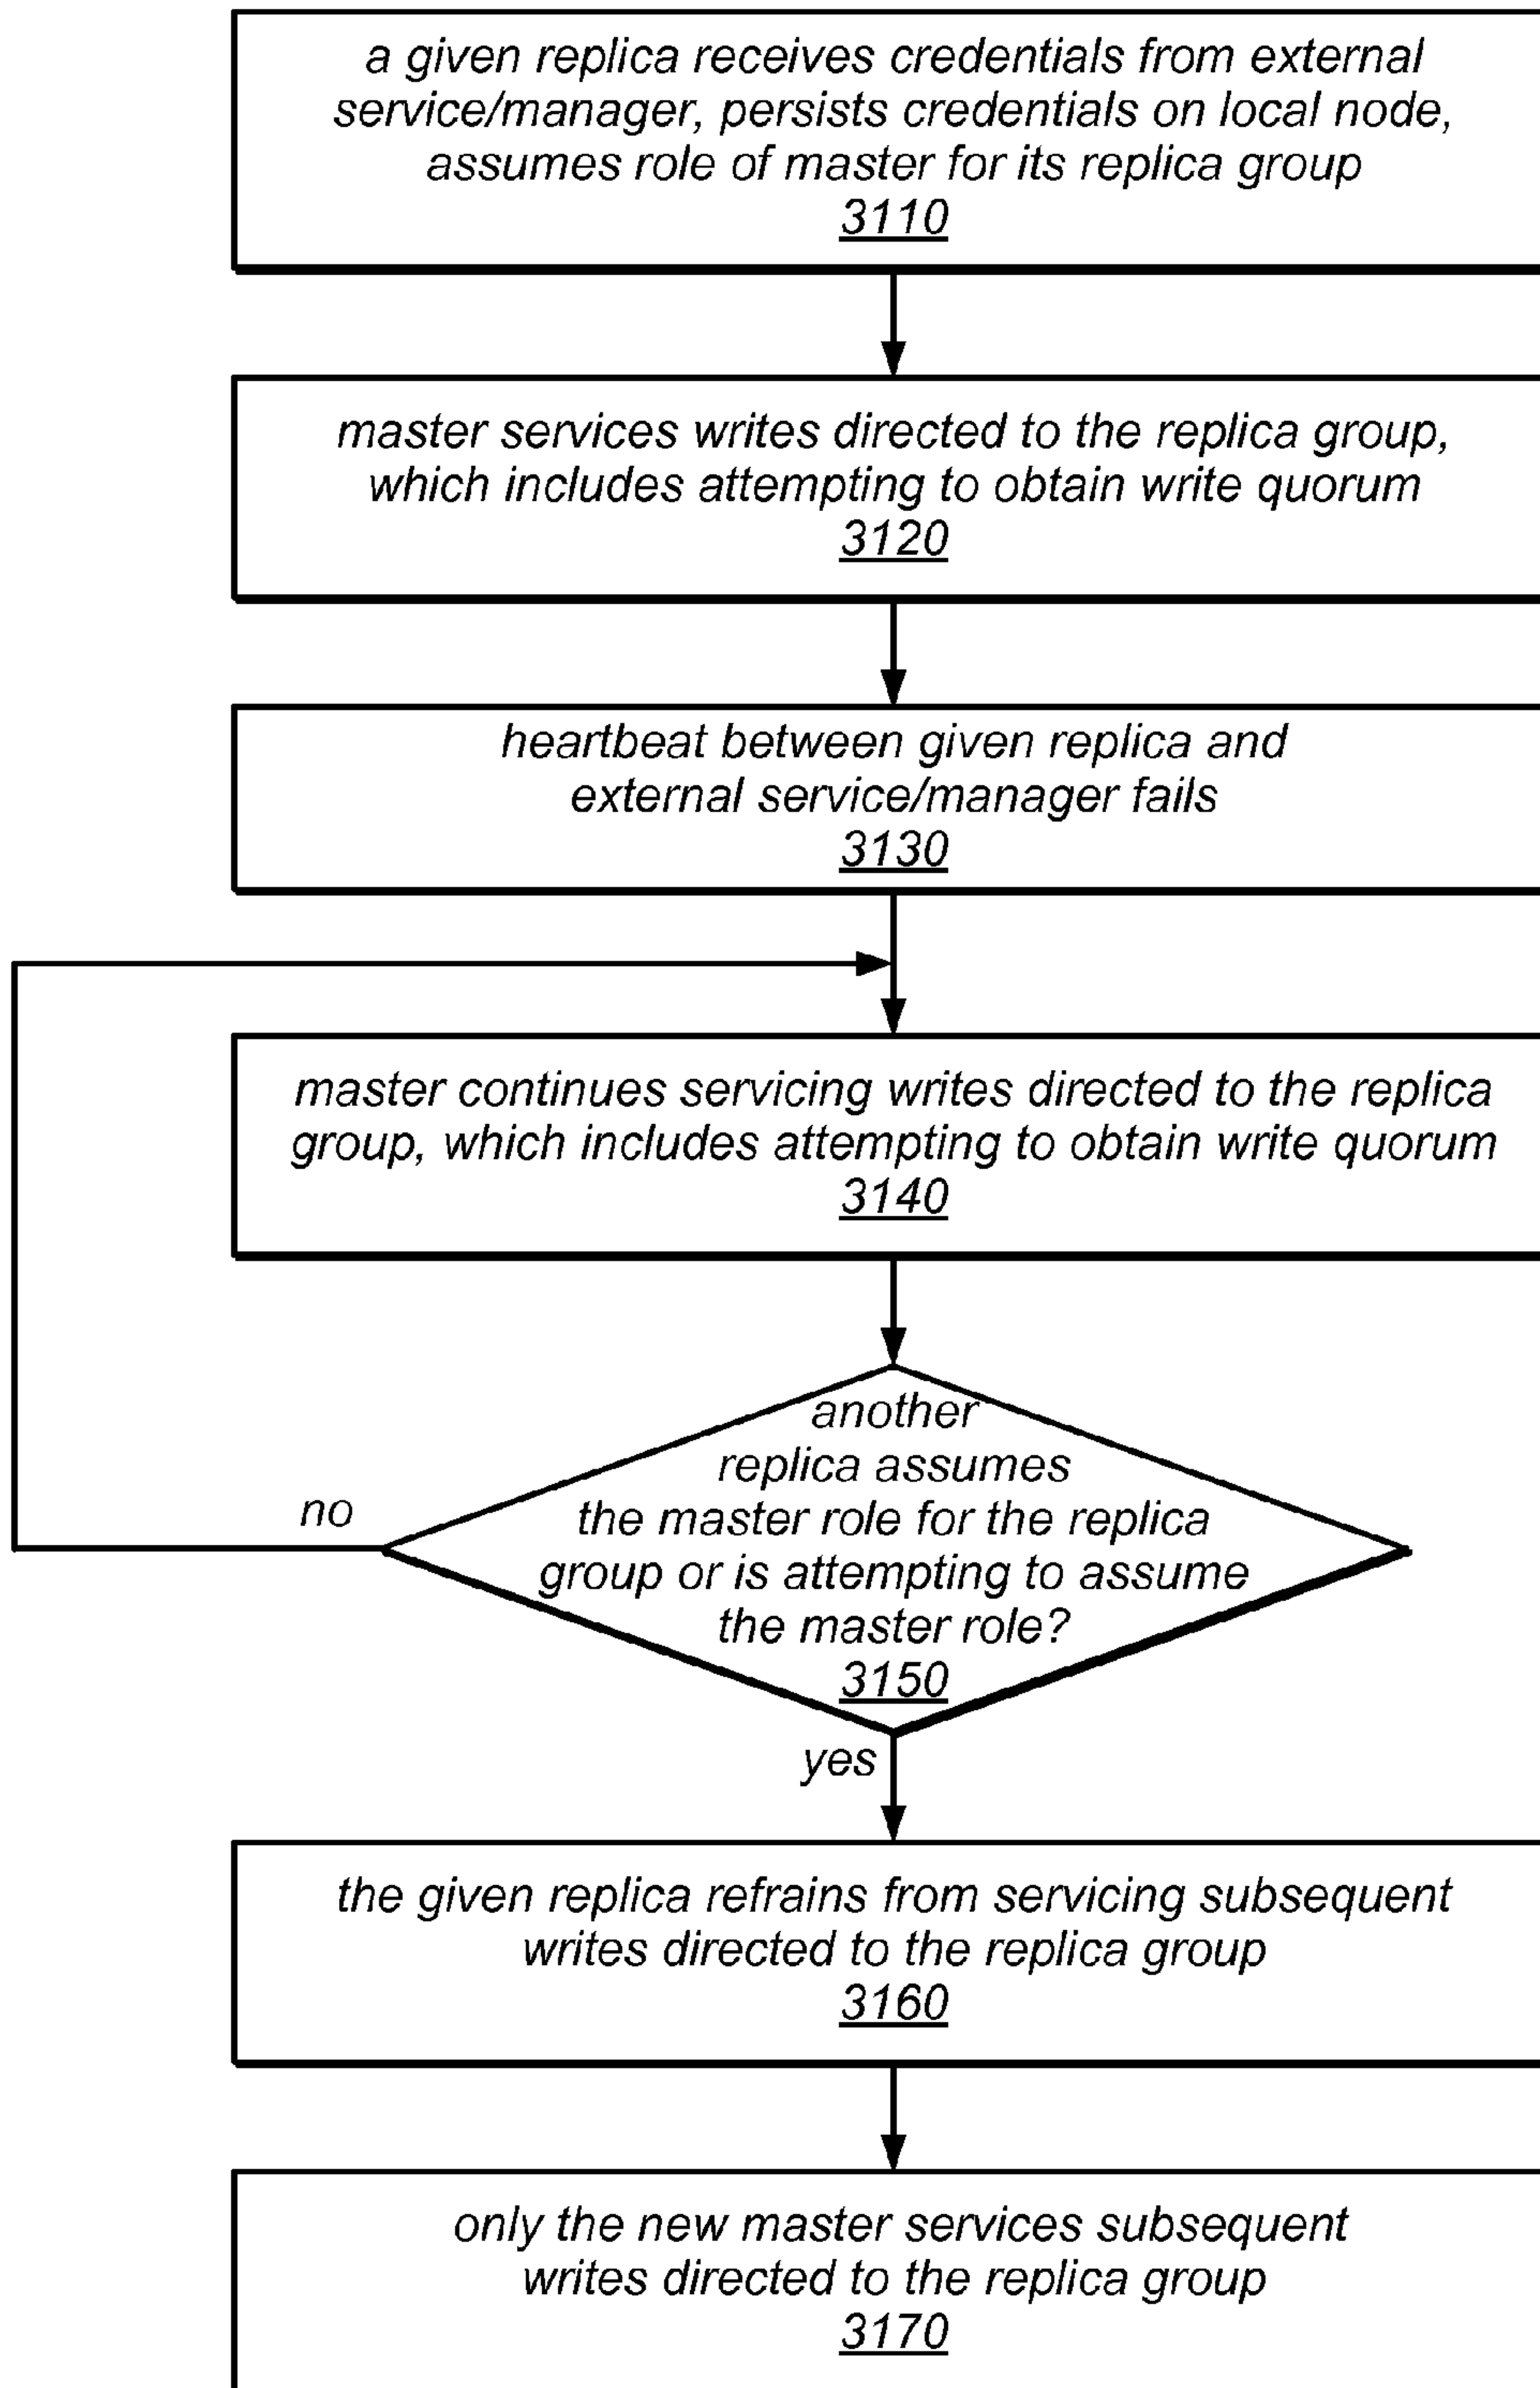 a given replica receives credentials from external
service/manager, persists credentials on local node,
assumes role of master for its replica group
3110
master services writes directed to the replica group,
which includes attempting to obtain write quorum
3120
heartbeat between given replica and
external service/manager fails
3130
master continues servicing writes directed to the replica
group, which includes attempting to obtain write quorum
3140
another
replica assumes
no
the master role for the replica
group or is attempting to assume
the master role?
3150
yes
the given replica refrains from servicing subsequent
writes directed to the replica group
3160
only the new master services subsequent
writes directed to the replica group
3170